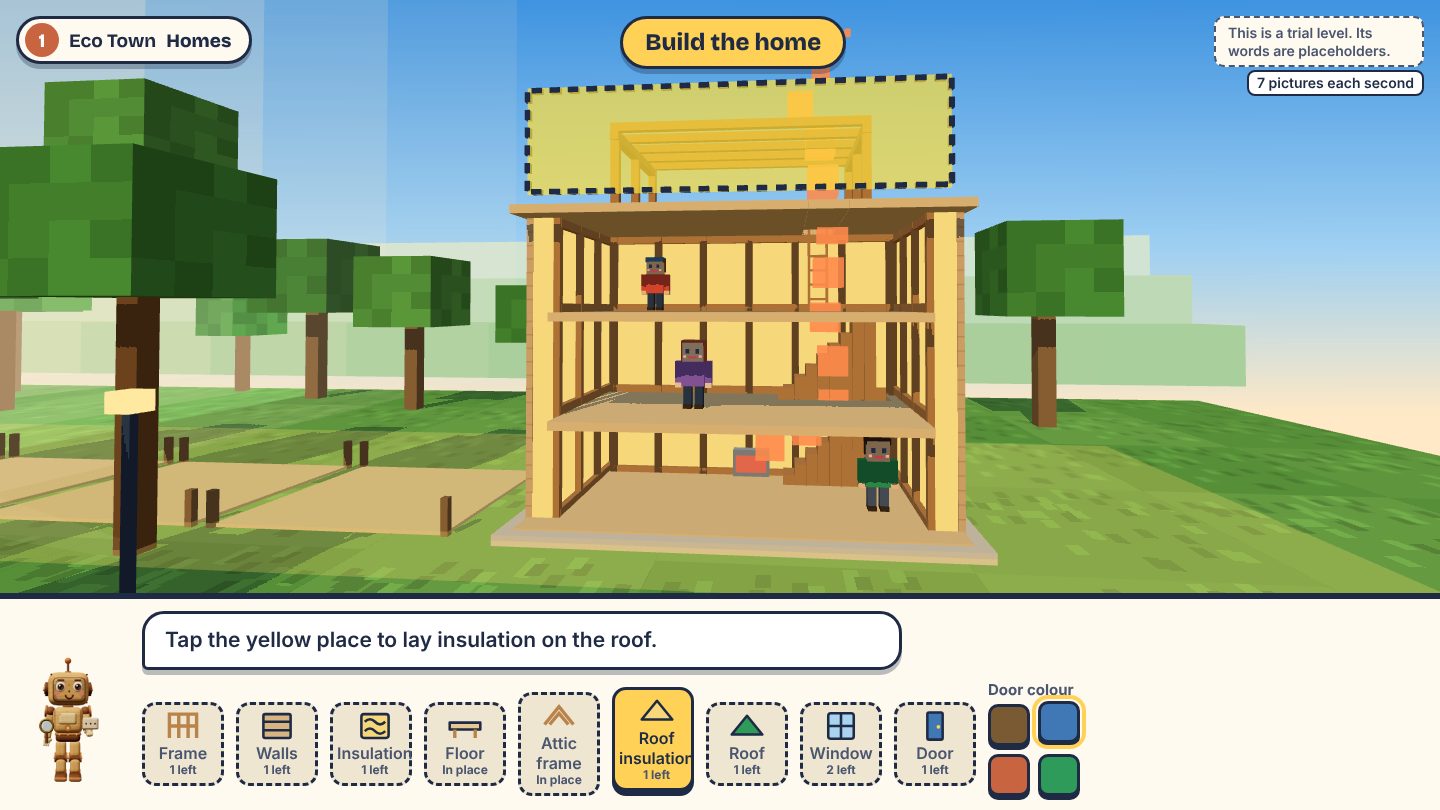 1 Eco Town Homes
Build the home
This is a trial level. Its
words are placeholders.
7 pictures each second
Tap the yellow place to lay insulation on the roof.
Door colour
Frame
1 left
Walls
1 left
Insulation
1 left
Floor
In place
Attic
frame
In place
Roof
insulation
1 left
Roof
1 left
Window
2 left
Door
1 left